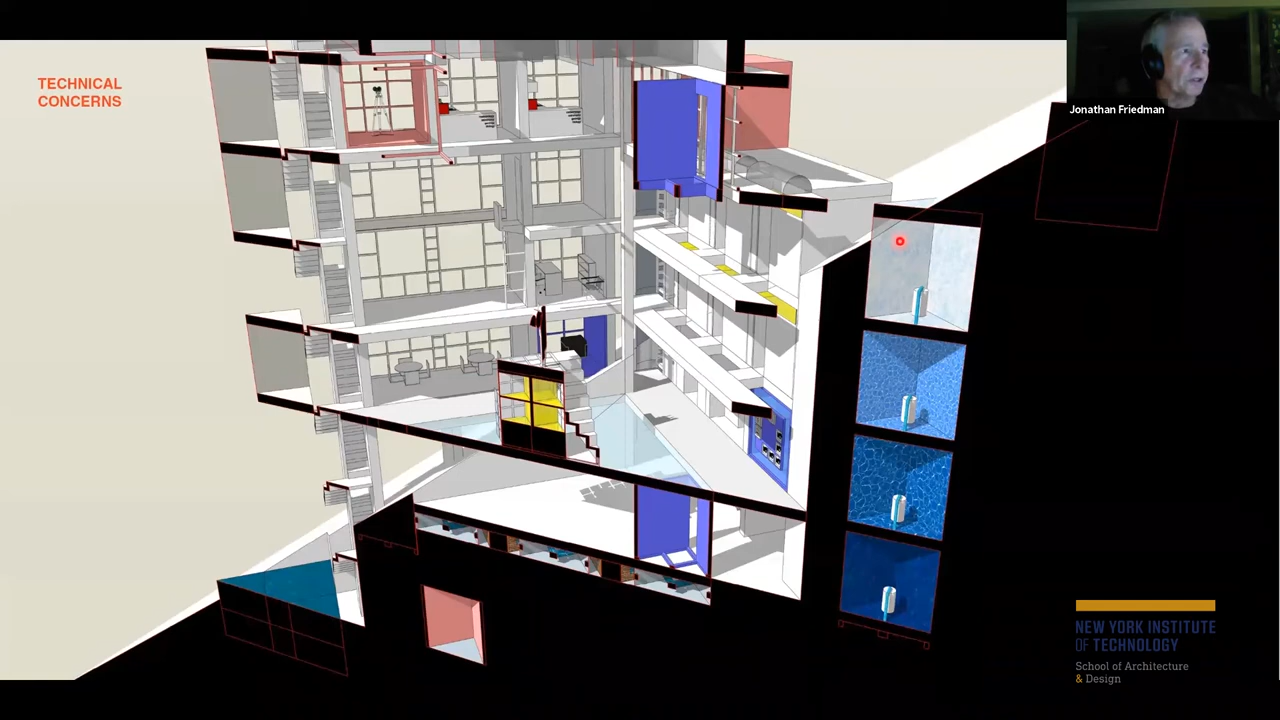 TECHNICAL
CONCERNS
Jonathan Friedman
NEW YORK INSTITUTE
OF TECHNOLOGY
School of Architecture
& Design